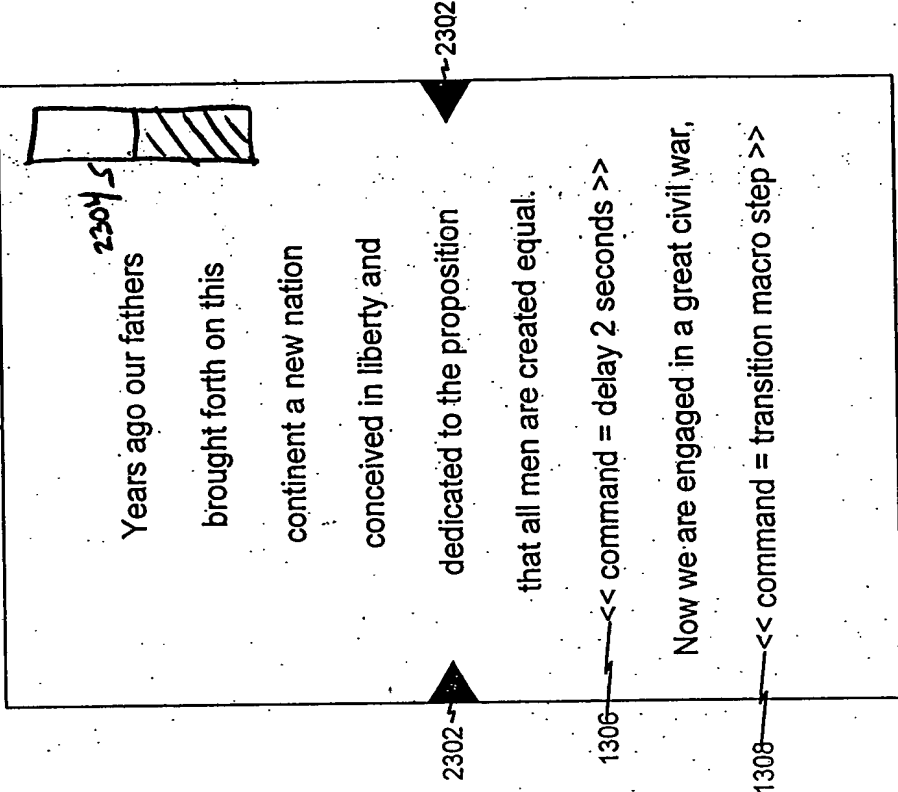 2304
Years ago our fathers
brought forth on this
continent a new nation
conceived in liberty and
2302 dedicated to the proposition 2302
that all men are created equal.
1306 << command = delay 2 seconds >>
Now we are engaged in a great civil war,
1308 << command = transition macro step >>